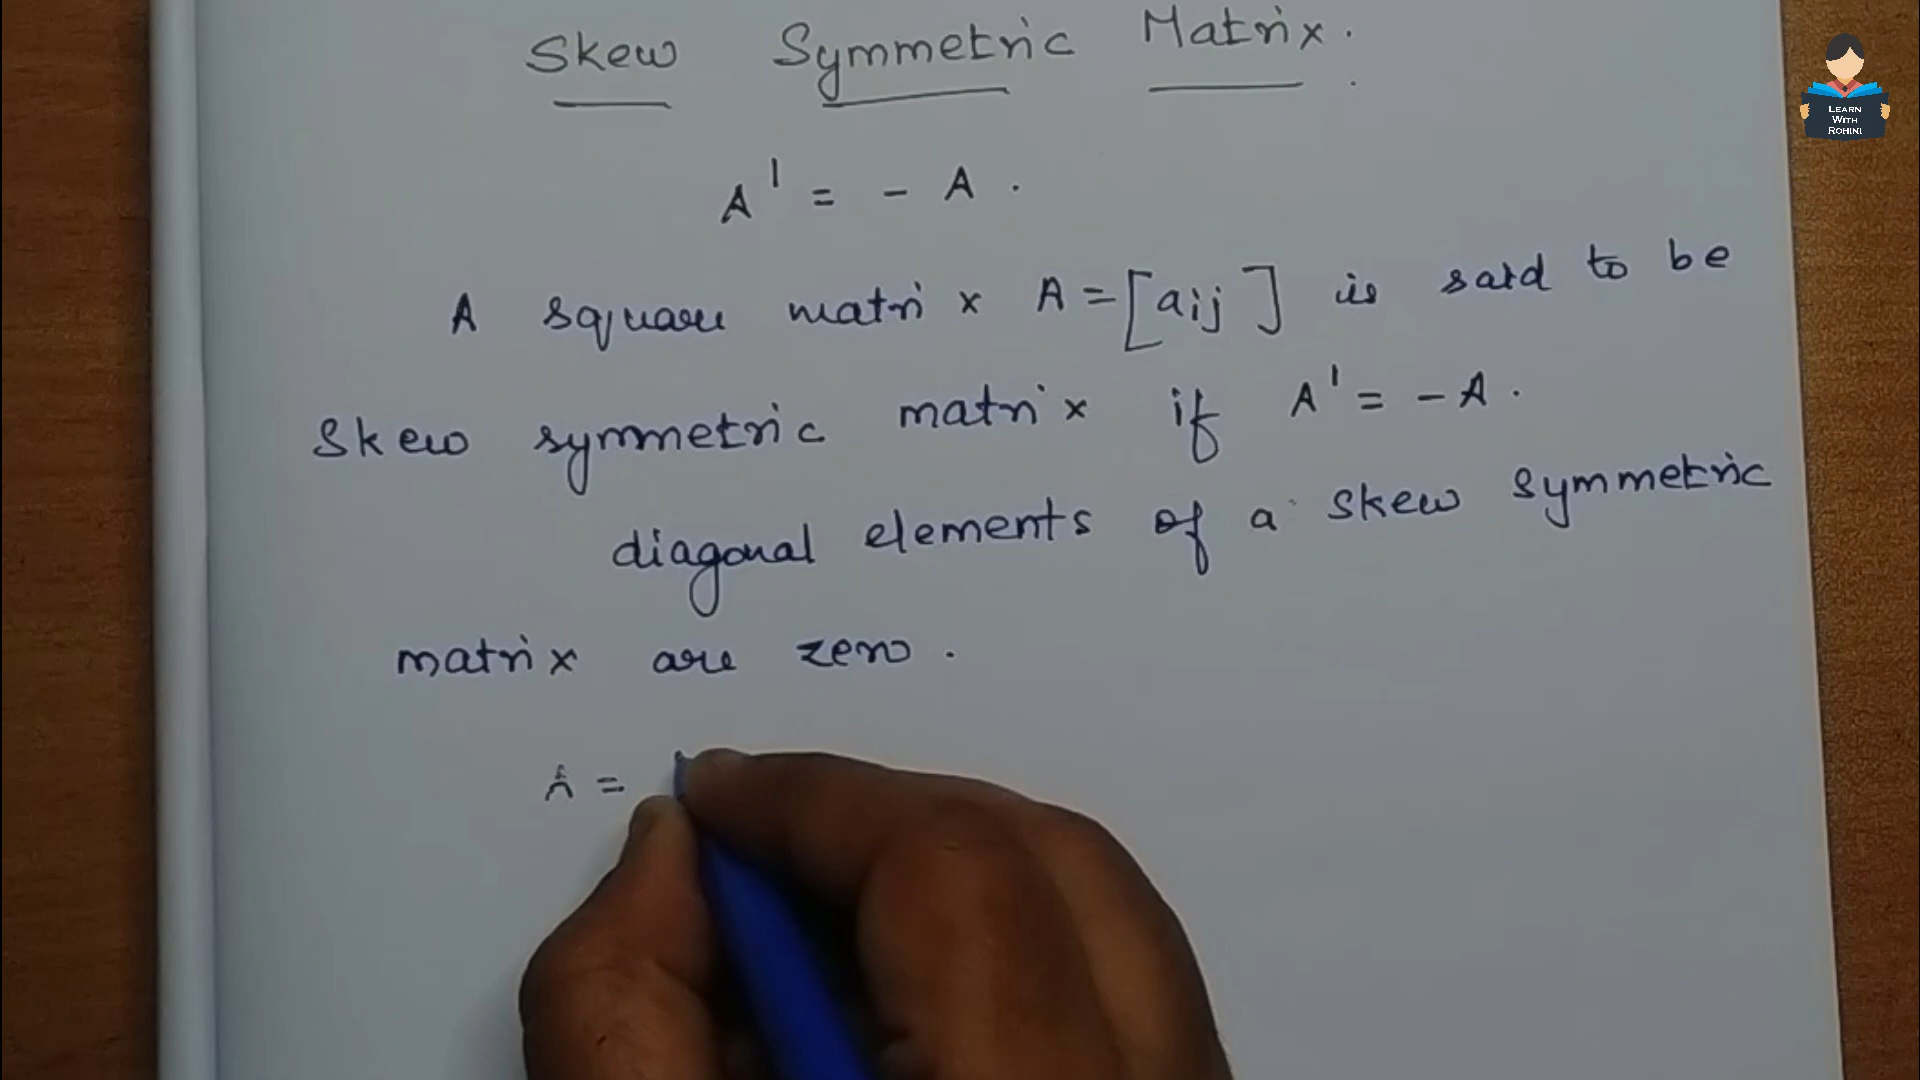 Skew Symmetric Matrix.
A' = - A .
A square matrix A = [aij] is said to be
skew symmetric matrix if A' = - A .
diagonal elements of a skew symmetric
matrix are zero .
A =
LEARN
WITH
ROHINI